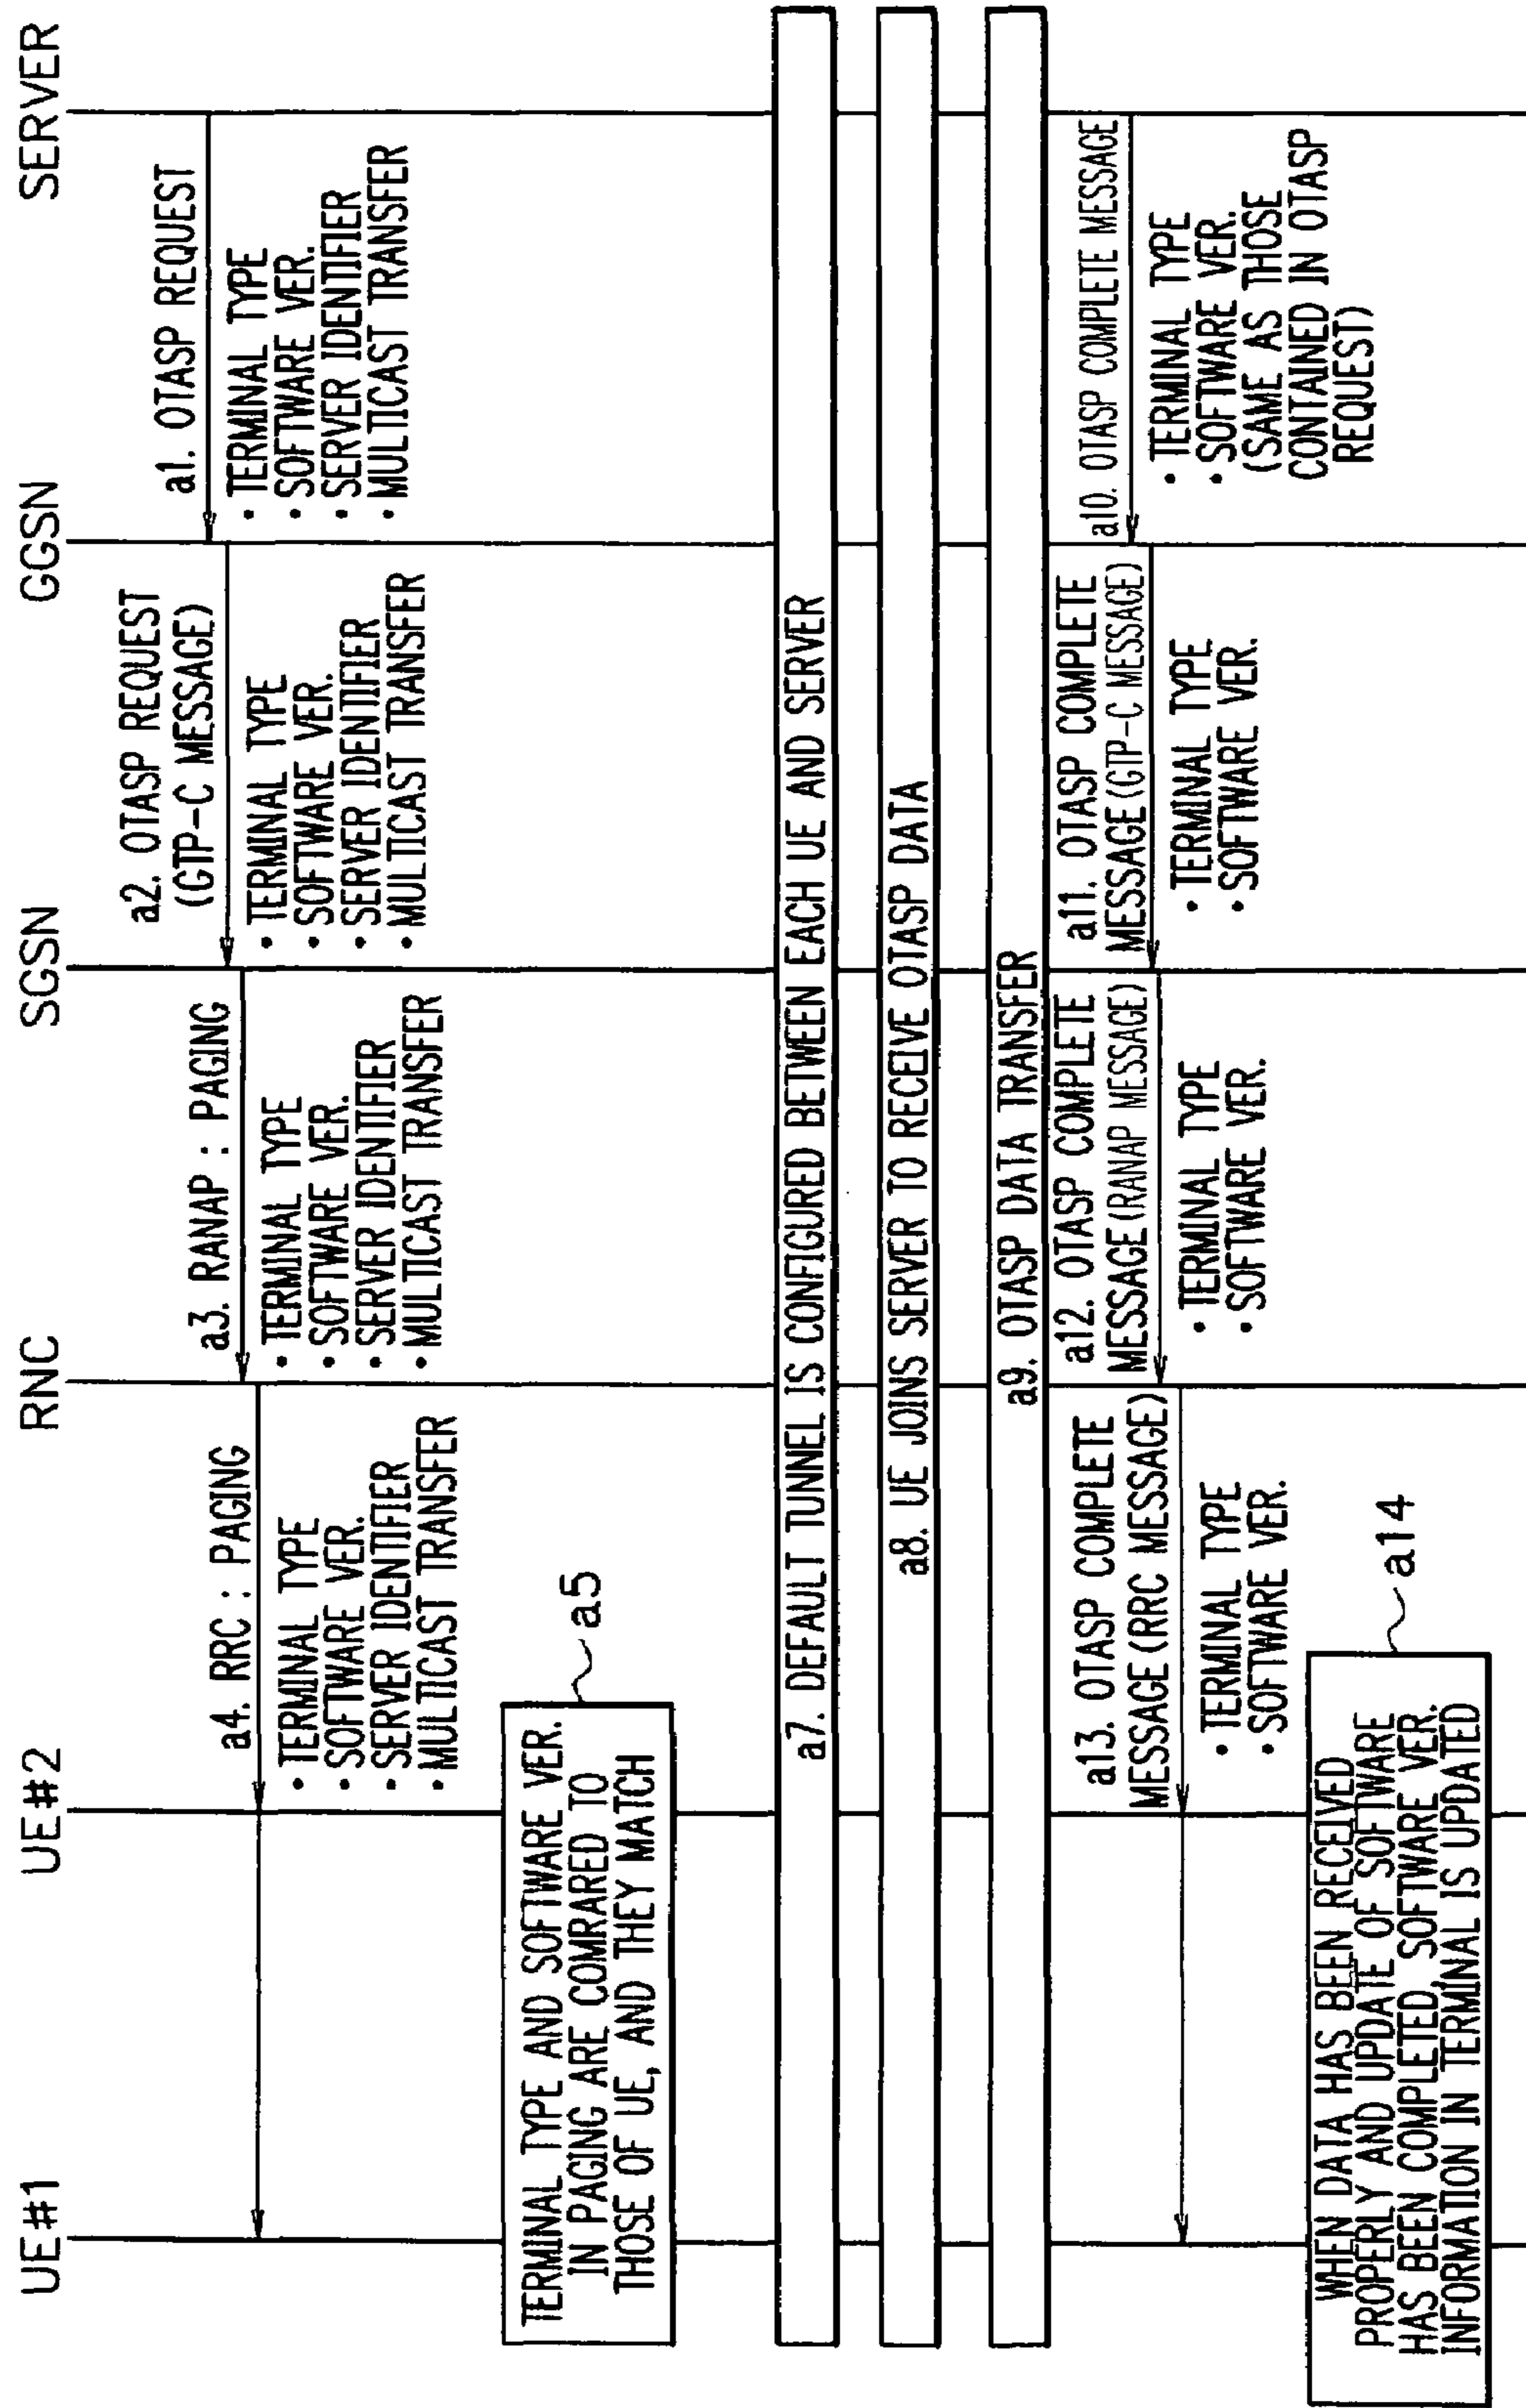 UE#1
UE#2
RNC
SGSN
GGSN
SERVER
a1. OTASP REQUEST
• TERMINAL TYPE
• SOFTWARE VER.
• SERVER IDENTIFIER
• MULTICAST TRANSFER
a2. OTASP REQUEST
(GTP-C MESSAGE)
• TERMINAL TYPE
• SOFTWARE VER.
• SERVER IDENTIFIER
• MULTICAST TRANSFER
a3. RANAP : PAGING
• TERMINAL TYPE
• SOFTWARE VER.
• SERVER IDENTIFIER
• MULTICAST TRANSFER
a4. RRC : PAGING
• TERMINAL TYPE
• SOFTWARE VER.
• SERVER IDENTIFIER
• MULTICAST TRANSFER
TERMINAL TYPE AND SOFTWARE VER.
IN PAGING ARE COMRARED TO
THOSE OF UE, AND THEY MATCH
a5
a7. DEFAULT TUNNEL IS CONFIGURED BETWEEN EACH UE AND SERVER
a8. UE JOINS SERVER TO RECEIVE OTASP DATA
a9. OTASP DATA TRANSFER
a10. OTASP COMPLETE MESSAGE
• TERMINAL TYPE
• SOFTWARE VER.
(SAME AS THOSE
CONTAINED IN OTASP
REQUEST)
a11. OTASP COMPLETE
MESSAGE (GTP-C MESSAGE)
• TERMINAL TYPE
• SOFTWARE VER.
a12. OTASP COMPLETE
MESSAGE (RANAP MESSAGE)
• TERMINAL TYPE
• SOFTWARE VER.
a13. OTASP COMPLETE
MESSAGE (RRC MESSAGE)
• TERMINAL TYPE
• SOFTWARE VER.
WHEN DATA HAS BEEN RECEIVED
PROPERLY AND UPDATE OF SOFTWARE
HAS BEEN COMPLETED, SOFTWARE VER.
INFORMATION IN TERMINAL IS UPDATED
a14